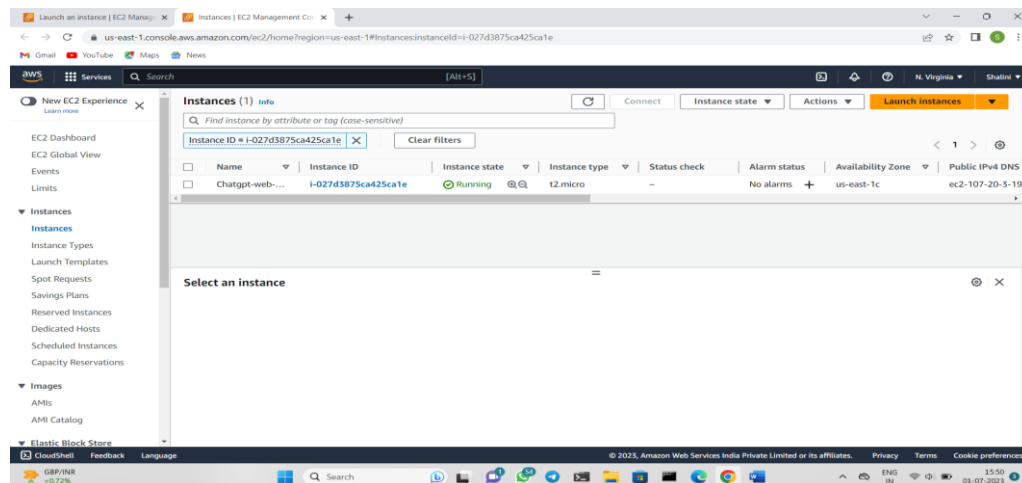 Launch an instance | EC2 Manag
Instances | EC2 Management Con
us-east-1.console.aws.amazon.com/ec2/home?region=us-east-1#Instances:instanceId=i-027d3875ca425ca1e
Gmail YouTube Maps News
aws Services Search [Alt+S] N. Virginia Shalini
New EC2 Experience
Learn more
EC2 Dashboard
EC2 Global View
Events
Limits
Instances
Instances
Instance Types
Launch Templates
Spot Requests
Savings Plans
Reserved Instances
Dedicated Hosts
Scheduled Instances
Capacity Reservations
Images
AMIs
AMI Catalog
Elastic Block Store
Instances (1) Info Connect Instance state Actions Launch instances
Find instance by attribute or tag (case-sensitive)
Instance ID = i-027d3875ca425ca1e Clear filters
1
Name Instance ID Instance state Instance type Status check Alarm status Availability Zone Public IPv4 DNS
Chatgpt-web-... i-027d3875ca425ca1e Running t2.micro – No alarms us-east-1c ec2-107-20-3-19
Select an instance
CloudShell Feedback Language © 2023, Amazon Web Services India Private Limited or its affiliates. Privacy Terms Cookie preferences
GBP/INR
+0.72%
Search
54
ENG
IN
15:50
01-07-2023